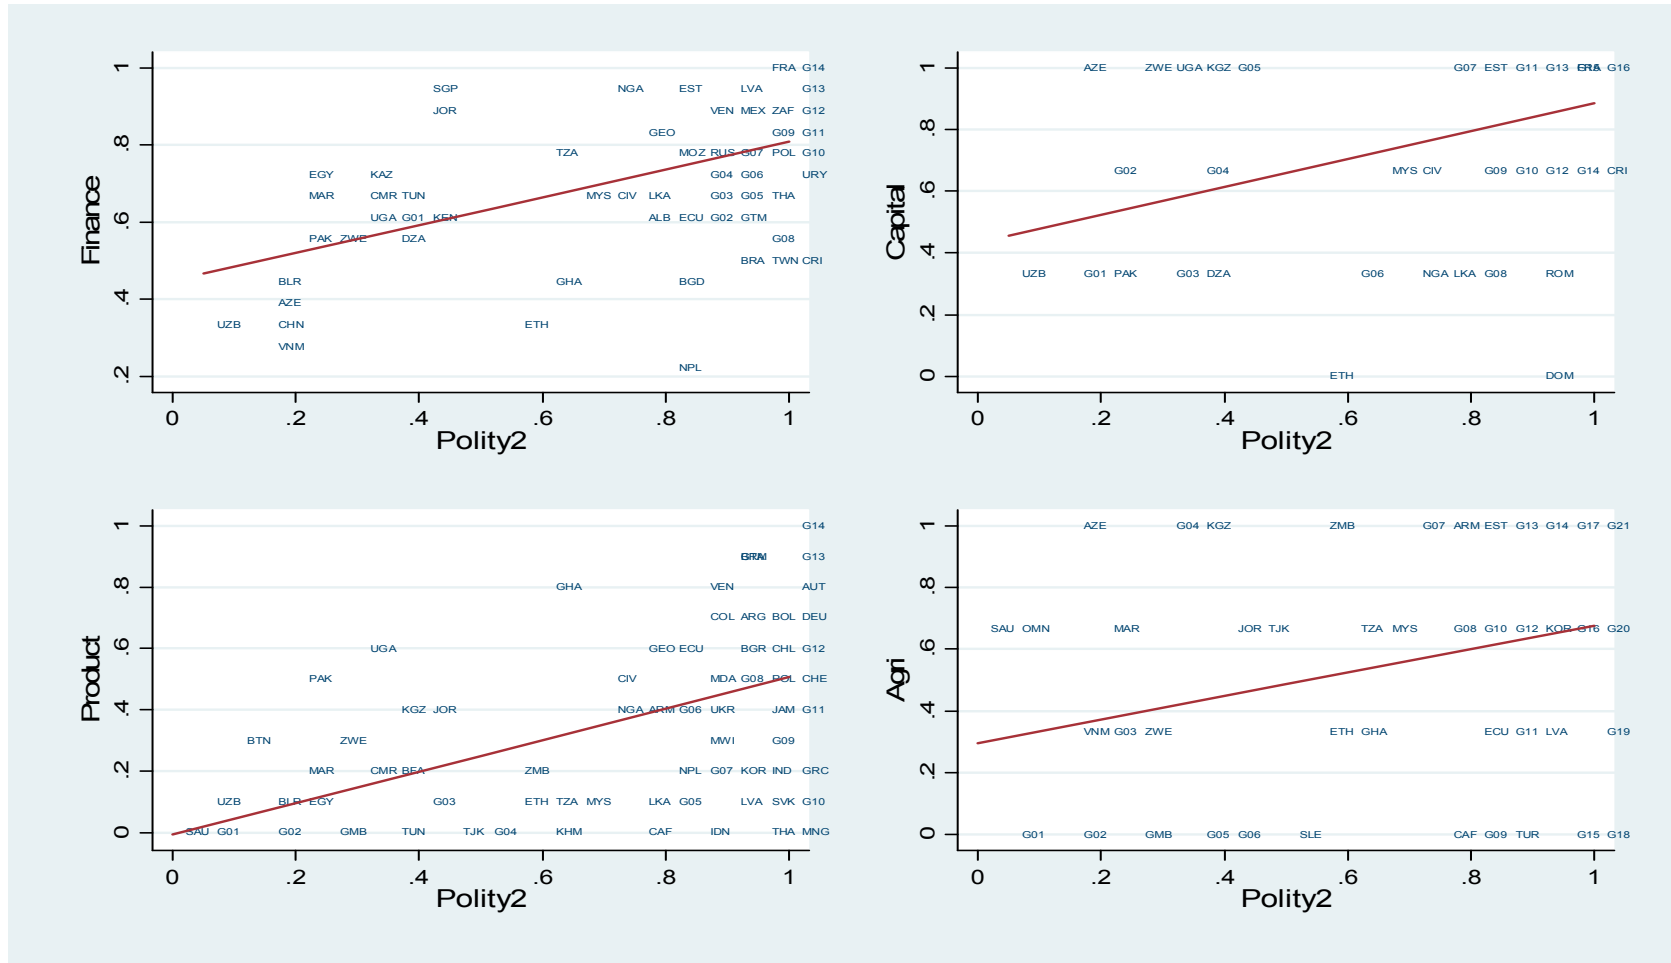 1
.8
.6
.4
.2
Finance
FRA G14
SGP NGA EST LVA G13
JOR VEN MEX ZAF G12
GEO G09 G11
TZA MOZ RUS G07 POL G10
EGY KAZ G04 G06 URY
MAR CMR TUN MYS CIV LKA G03 G05 THA
UGA G01 KEN ALB ECU G02 GTM
PAK ZWE DZA G08
BRA TWN CRI
BLR GHA BGD
AZE
UZB CHN ETH
VNM
NPL
0 .2 .4 .6 .8 1
Polity2
1
.8
.6
.4
.2
0
Capital
AZE ZWE UGA KGZ G05 G07 EST G11 G13 G16
G02 G04 MYS CIV G09 G10 G12 G14 CRI
UZB G01 PAK G03 DZA G06 NGA LKA G08 ROM
ETH DOM
0 .2 .4 .6 .8 1
Polity2
1
.8
.6
.4
.2
0
Product
G14
G13
GHA VEN AUT
COL ARG BOL DEU
UGA GEO ECU BGR CHL G12
PAK CIV MDA G08 POL CHE
KGZ JOR NGA ARM G06 UKR JAM G11
BTN ZWE MWI G09
MAR CMR BFA ZMB NPL G07 KOR IND GRC
UZB BLR EGY G03 ETH TZA MYS LKA G05 LVA SVK G10
SAU G01 G02 GMB TUN TJK G04 KHM CAF IDN THA MNG
0 .2 .4 .6 .8 1
Polity2
1
.8
.6
.4
.2
0
Agri
AZE G04 KGZ ZMB G07 ARM EST G13 G14 G17 G21
SAU OMN MAR JOR TJK TZA MYS G08 G10 G12 KOR G16 G20
VNM G03 ZWE ETH GHA ECU G11 LVA G19
G01 G02 GMB G05 G06 SLE CAF G09 TUR G15 G18
0 .2 .4 .6 .8 1
Polity2